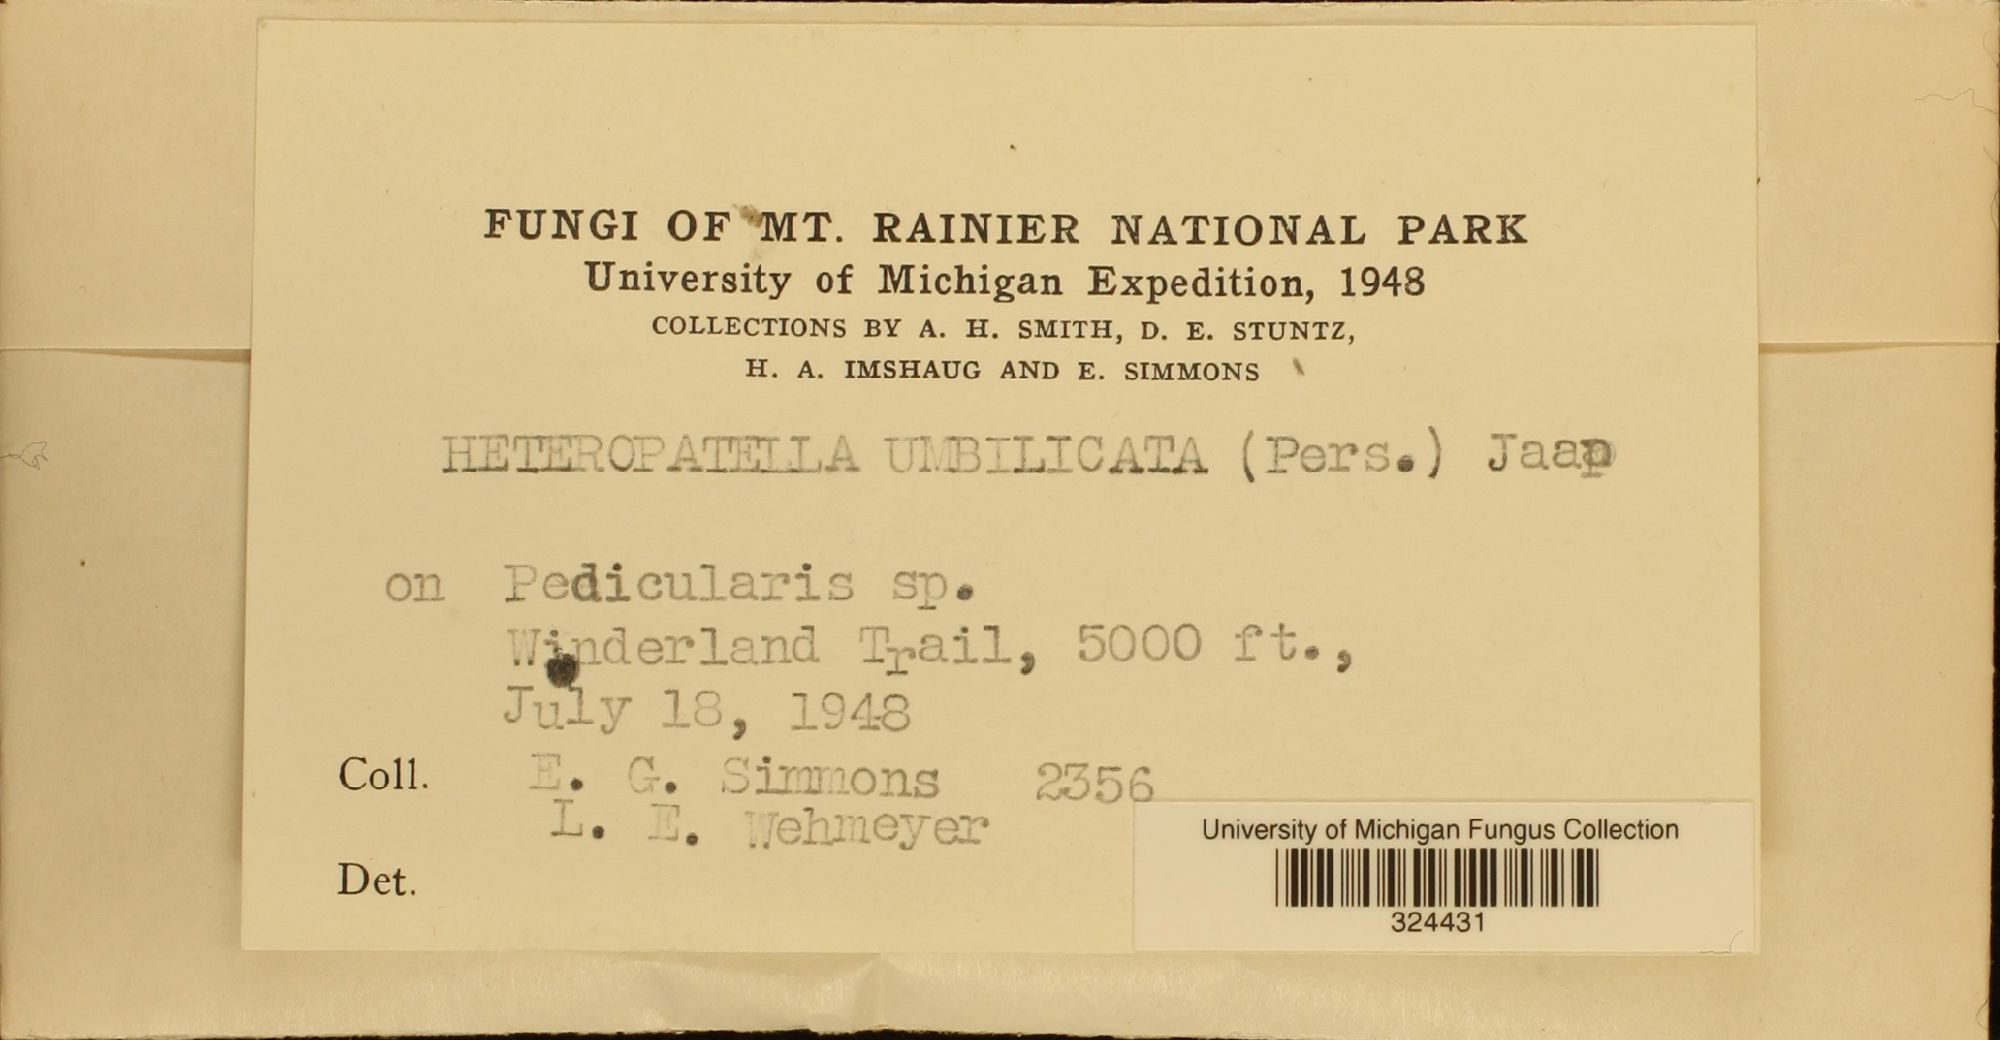 FUNGI OF MT. RAINIER NATIONAL PARK
University of Michigan Expedition, 1948
COLLECTIONS BY A. H. SMITH, D. E. STUNTZ,
H. A. IMSHAUG AND E. SIMMONS
HETEROPATELLA UMBILICATA (Pers.) Jaap
on Pedicularis sp.
Winderland Trail, 5000 ft.,
July 18, 1948
Coll. E. G. Simmons 2356
L. E. Wehmeyer
Det.
University of Michigan Fungus Collection
324431